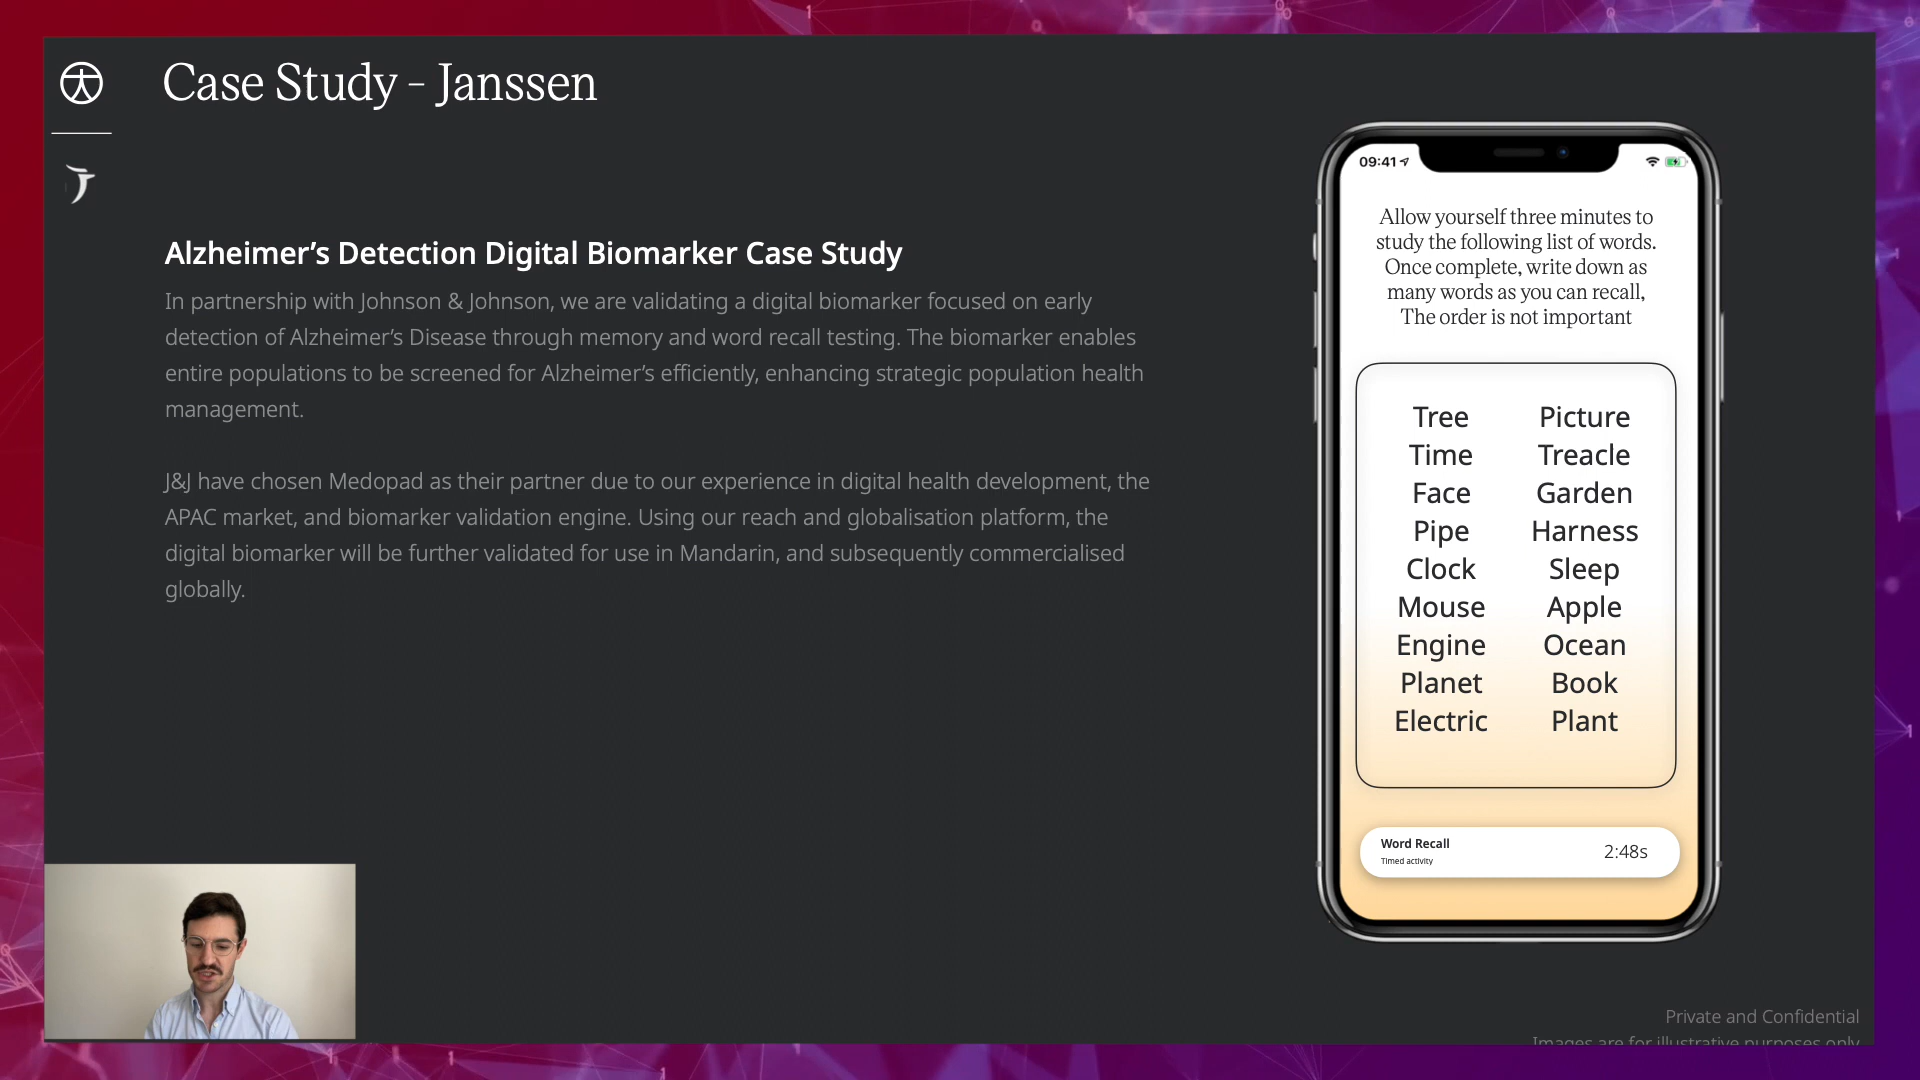 Case Study - Janssen
Alzheimer’s Detection Digital Biomarker Case Study
In partnership with Johnson & Johnson, we are validating a digital biomarker focused on early
detection of Alzheimer’s Disease through memory and word recall testing. The biomarker enables
entire populations to be screened for Alzheimer’s efficiently, enhancing strategic population health
management.
J&J have chosen Medopad as their partner due to our experience in digital health development, the
APAC market, and biomarker validation engine. Using our reach and globalisation platform, the
digital biomarker will be further validated for use in Mandarin, and subsequently commercialised
globally.
09:41
Allow yourself three minutes to
study the following list of words.
Once complete, write down as
many words as you can recall,
The order is not important
Tree Picture
Time Treacle
Face Garden
Pipe Harness
Clock Sleep
Mouse Apple
Engine Ocean
Planet Book
Electric Plant
Word Recall
Timed activity
2:48s
Private and Confidential
Images are for illustrative purposes only